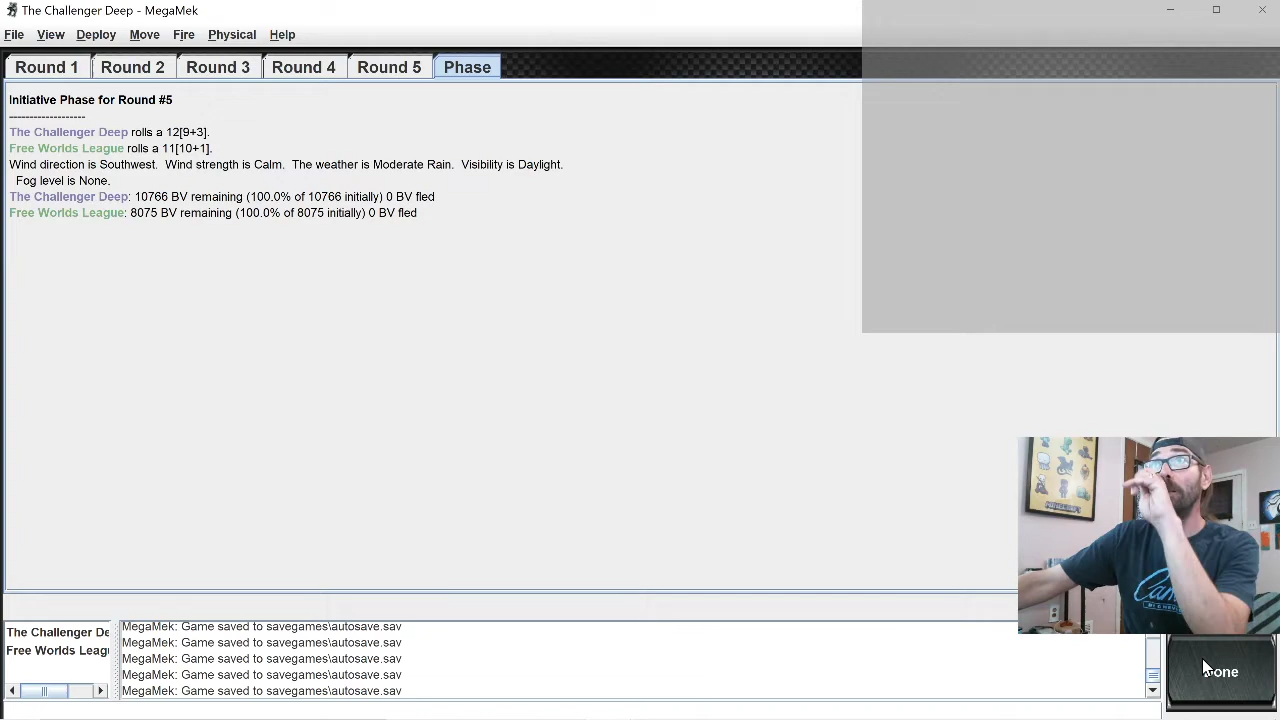 The Challenger Deep - MegaMek
File View Deploy Move Fire Physical Help
Round 1 Round 2 Round 3 Round 4 Round 5 Phase
Initiative Phase for Round #5
-------------------
The Challenger Deep rolls a 12[9+3].
Free Worlds League rolls a 11[10+1].
Wind direction is Southwest. Wind strength is Calm. The weather is Moderate Rain. Visibility is Daylight.
Fog level is None.
The Challenger Deep: 10766 BV remaining (100.0% of 10766 initially) 0 BV fled
Free Worlds League: 8075 BV remaining (100.0% of 8075 initially) 0 BV fled
The Challenger De
Free Worlds Leagu
MegaMek: Game saved to savegames\autosave.sav
MegaMek: Game saved to savegames\autosave.sav
MegaMek: Game saved to savegames\autosave.sav
MegaMek: Game saved to savegames\autosave.sav
MegaMek: Game saved to savegames\autosave.sav
one